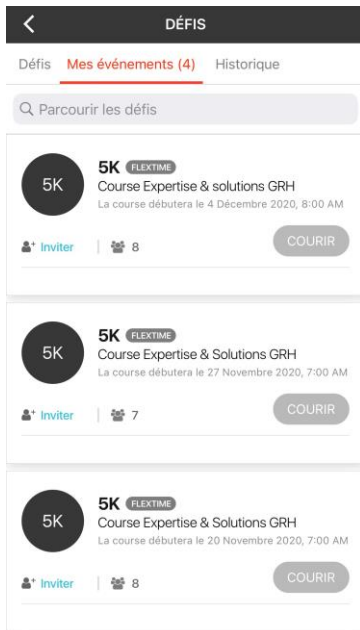 DÉFIS
Défis Mes événements (4) Historique
Parcourir les défis
5K
5K FLEXTIME
Course Expertise & solutions GRH
La course débutera le 4 Décembre 2020, 8:00 AM
Inviter 8 COURIR
5K
5K FLEXTIME
Course Expertise & Solutions GRH
La course débutera le 27 Novembre 2020, 7:00 AM
Inviter 7 COURIR
5K
5K FLEXTIME
Course Expertise & Solutions GRH
La course débutera le 20 Novembre 2020, 7:00 AM
Inviter 8 COURIR